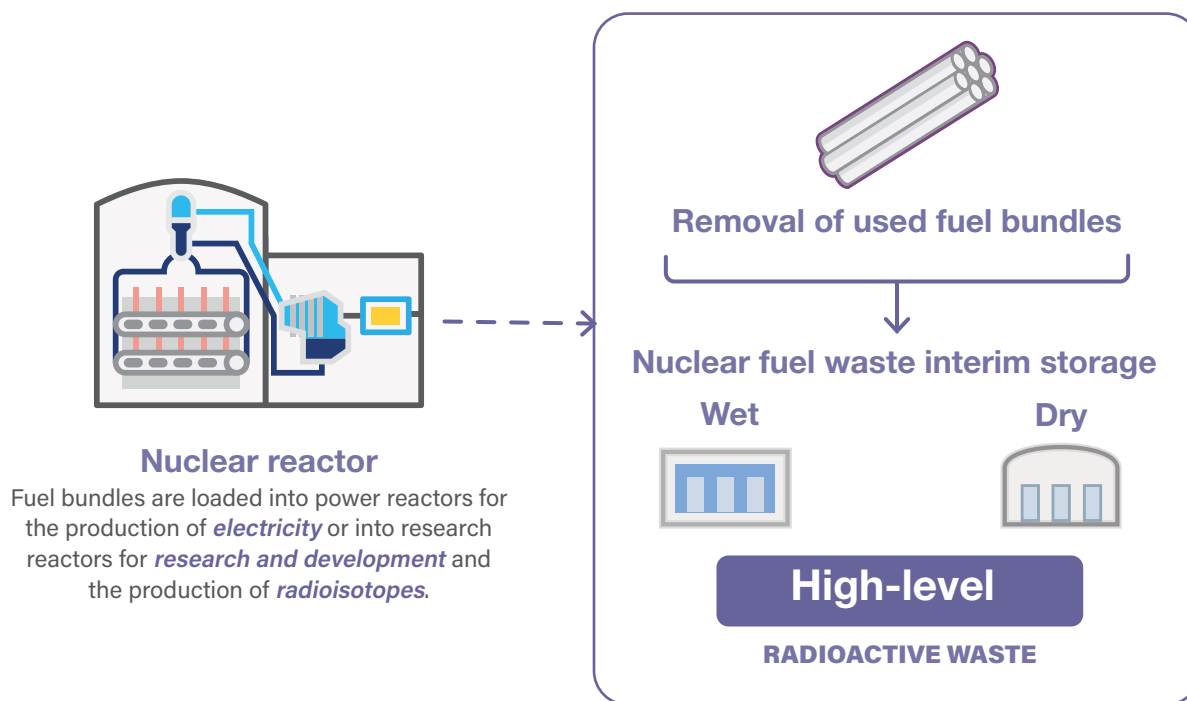 Nuclear reactor
Fuel bundles are loaded into power reactors for
the production of electricity or into research
reactors for research and development and
the production of radioisotopes.
Removal of used fuel bundles
Nuclear fuel waste interim storage
Wet
Dry
High-level
RADIOACTIVE WASTE